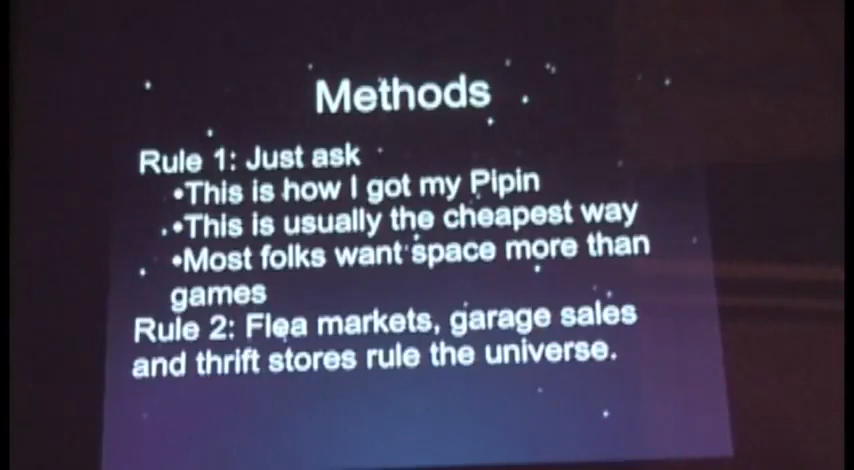 Methods
Rule 1: Just ask
•This is how I got my Pipin
•This is usually the cheapest way
•Most folks want space more than
games
Rule 2: Flea markets, garage sales
and thrift stores rule the universe.